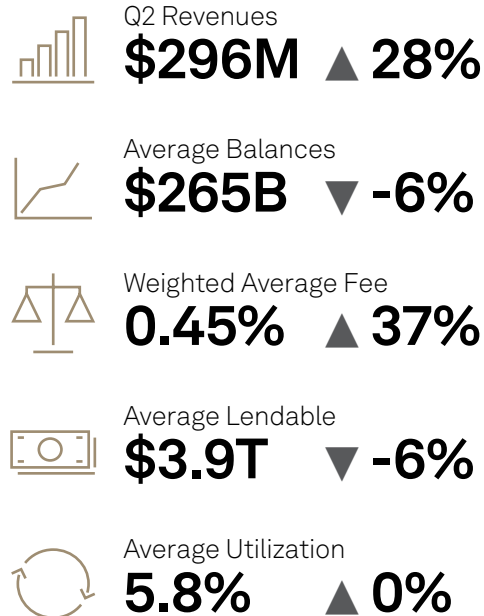 Q2 Revenues
$296M ▲ 28%
Average Balances
$265B ▼ -6%
Weighted Average Fee
0.45% ▲ 37%
Average Lendable
$3.9T ▼ -6%
Average Utilization
5.8% ▲ 0%